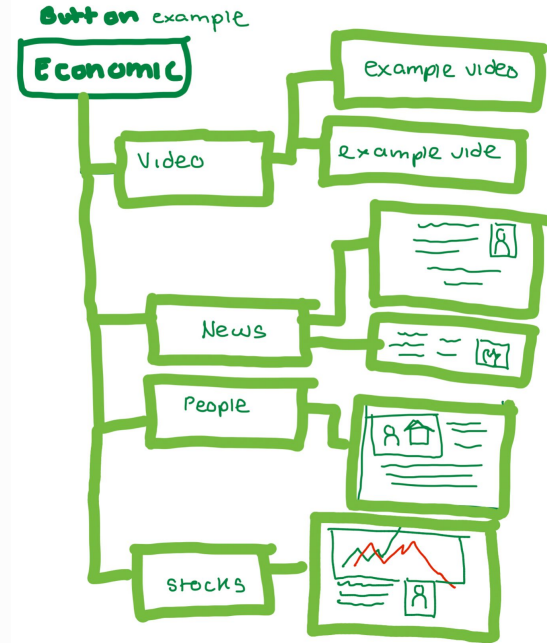 Button example
Economic
example video
Video
example vide
News
People
stocks